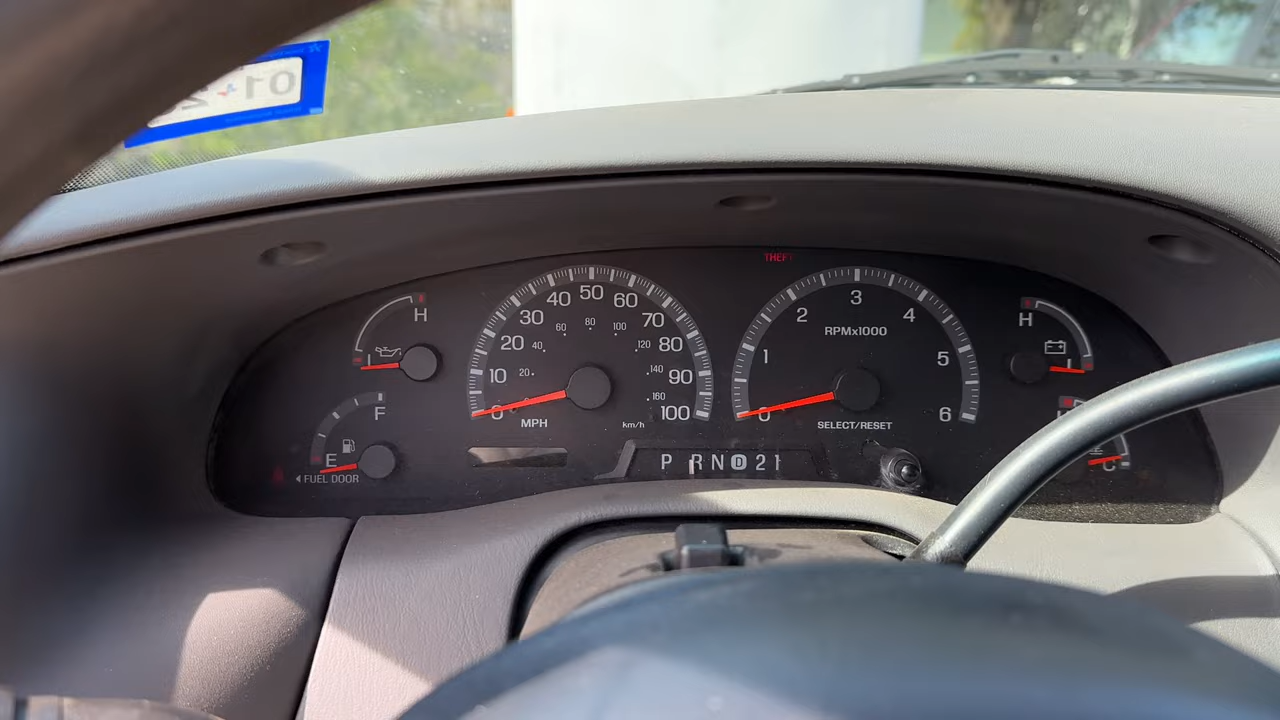 01
THEFT
H
L
F
E
FUEL DOOR
0 10 20 30 40 50 60 70 80 90 100
20 40 60 80 100 120 140 160
MPH
km/h
0 1 2 3 4 5 6
RPMx1000
SELECT/RESET
P R N D 2 1
H
L
H
C